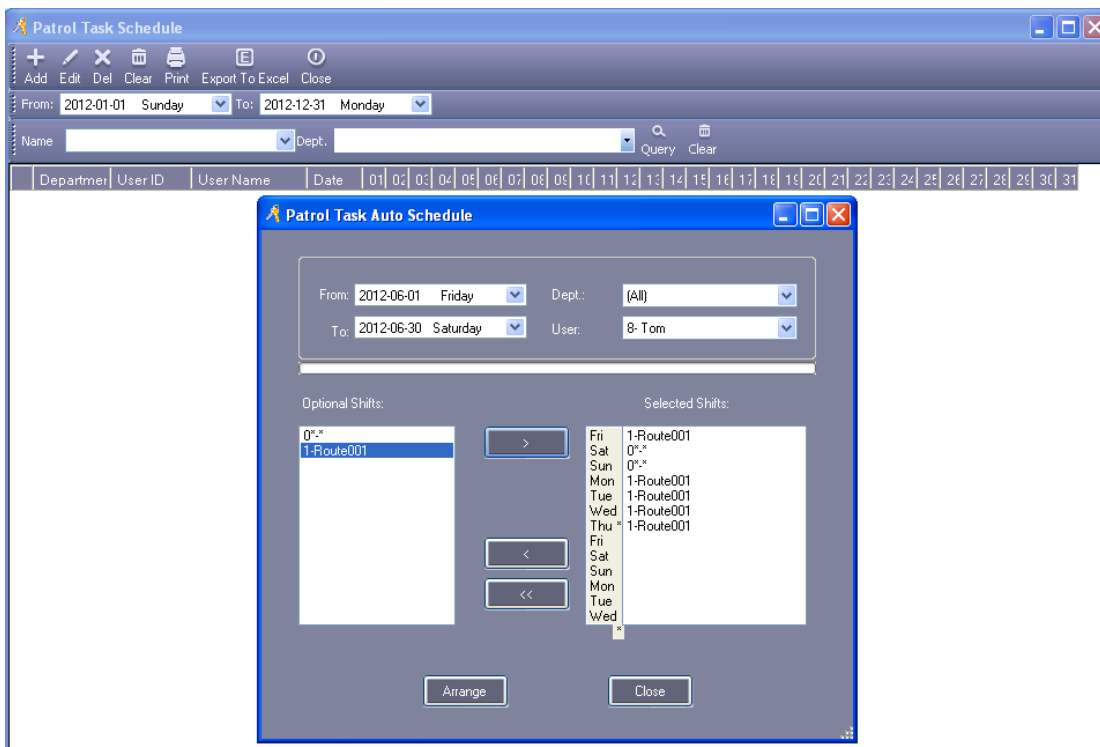 Patrol Task Schedule
Add Edit Del Clear Print Export To Excel Close
From: 2012-01-01 Sunday To: 2012-12-31 Monday
Name Dept. Query Clear
Departmer User ID User Name Date 01 02 03 04 05 06 07 08 09 10 11 12 13 14 15 16 17 18 19 20 21 22 23 24 25 26 27 28 29 30 31
Patrol Task Auto Schedule
From: 2012-06-01 Friday Dept.: (All)
To: 2012-06-30 Saturday User: 8- Tom
Optional Shifts: Selected Shifts:
0*-*
1-Route001
>
<
<<
Fri 1-Route001
Sat 0*-*
Sun 0*-*
Mon 1-Route001
Tue 1-Route001
Wed 1-Route001
Thu * 1-Route001
Fri
Sat
Sun
Mon
Tue
Wed
*
Arrange Close